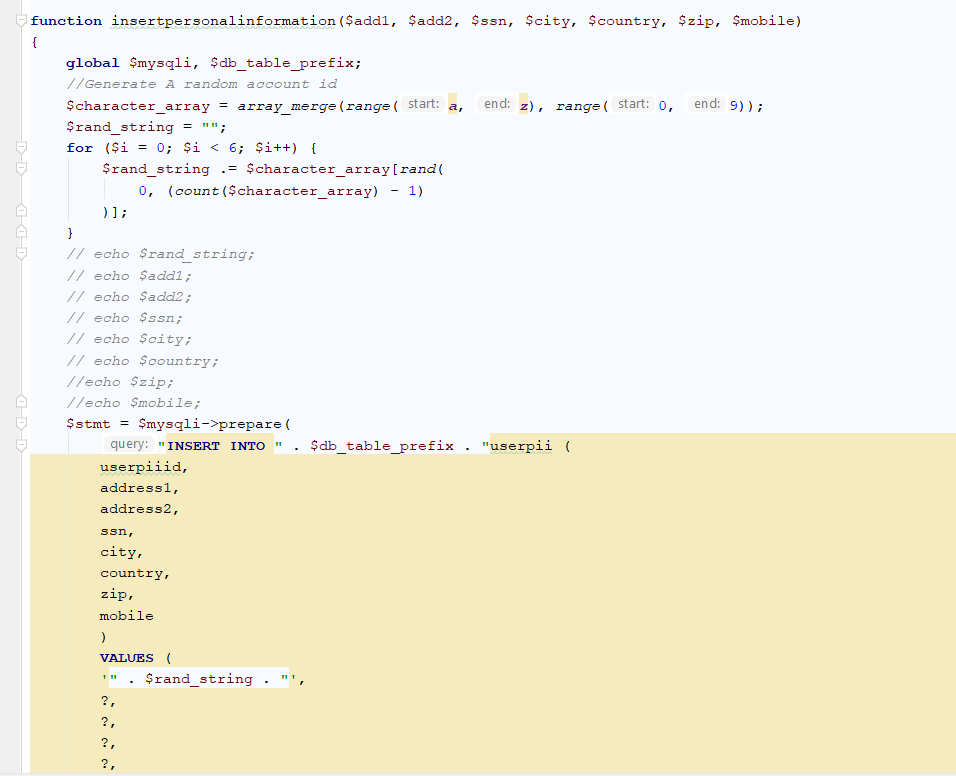 function insertpersonalinformation($add1, $add2, $ssn, $city, $country, $zip, $mobile)
{
    global $mysqli, $db_table_prefix;
    //Generate A random account id
    $character_array = array_merge(range( start: a, end: z), range( start: 0, end: 9));
    $rand_string = "";
    for ($i = 0; $i < 6; $i++) {
        $rand_string .= $character_array[rand(
            0, (count($character_array) - 1)
        )];
    }
    // echo $rand_string;
    // echo $add1;
    // echo $add2;
    // echo $ssn;
    // echo $city;
    // echo $country;
    //echo $zip;
    //echo $mobile;
    $stmt = $mysqli->prepare(
        query: "INSERT INTO " . $db_table_prefix . "userpii (
        userpiiid,
        address1,
        address2,
        ssn,
        city,
        country,
        zip,
        mobile
        )
        VALUES (
        '" . $rand_string . "',
        ?,
        ?,
        ?,
        ?,